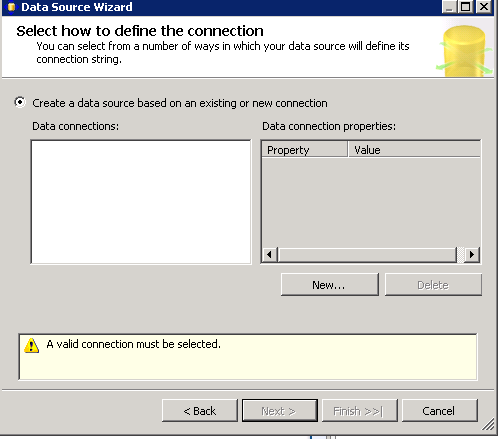 Data Source Wizard
Select how to define the connection
You can select from a number of ways in which your data source will define its
connection string.
Create a data source based on an existing or new connection
Data connections:
Data connection properties:
Property
Value
New...
Delete
A valid connection must be selected.
< Back
Next >
Finish >>|
Cancel